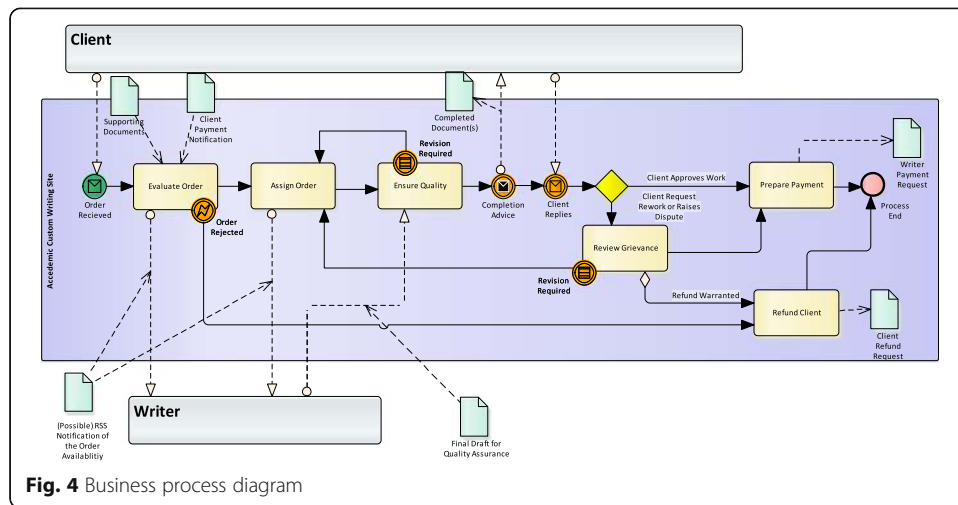 Client
Supporting
Documents
Client
Payment
Notification
Completed
Document(s)
Accedemic Custom Writing Site
Order
Recieved
Evaluate Order
Order
Rejected
Assign Order
Revision
Required
Ensure Quality
Completion
Advice
Client
Replies
Client Approves Work
Client Request
Rework or Raises
Dispute
Prepare Payment
Writer
Payment
Request
Process
End
Review Grievance
Revision
Required
Refund Warranted
Refund Client
Client
Refund
Request
(Possible) RSS
Notification of
the Order
Availablitiy
Writer
Final Draft for
Quality Assurance
Fig. 4 Business process diagram